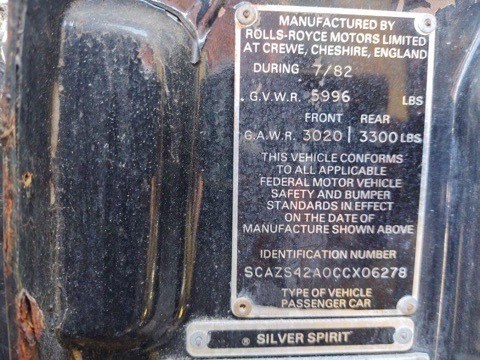 MANUFACTURED BY
ROLLS-ROYCE MOTORS LIMITED
AT CREWE, CHESHIRE, ENGLAND
DURING 7/82
G.V.W.R. 5996 LBS
FRONT REAR
G.A.W.R. 3020 3300 LBS
THIS VEHICLE CONFORMS
TO ALL APPLICABLE
FEDERAL MOTOR VEHICLE
SAFETY AND BUMPER
STANDARDS IN EFFECT
ON THE DATE OF
MANUFACTURE SHOWN ABOVE
IDENTIFICATION NUMBER
SCAZS42A0CCX06278
TYPE OF VEHICLE
PASSENGER CAR
® SILVER SPIRIT